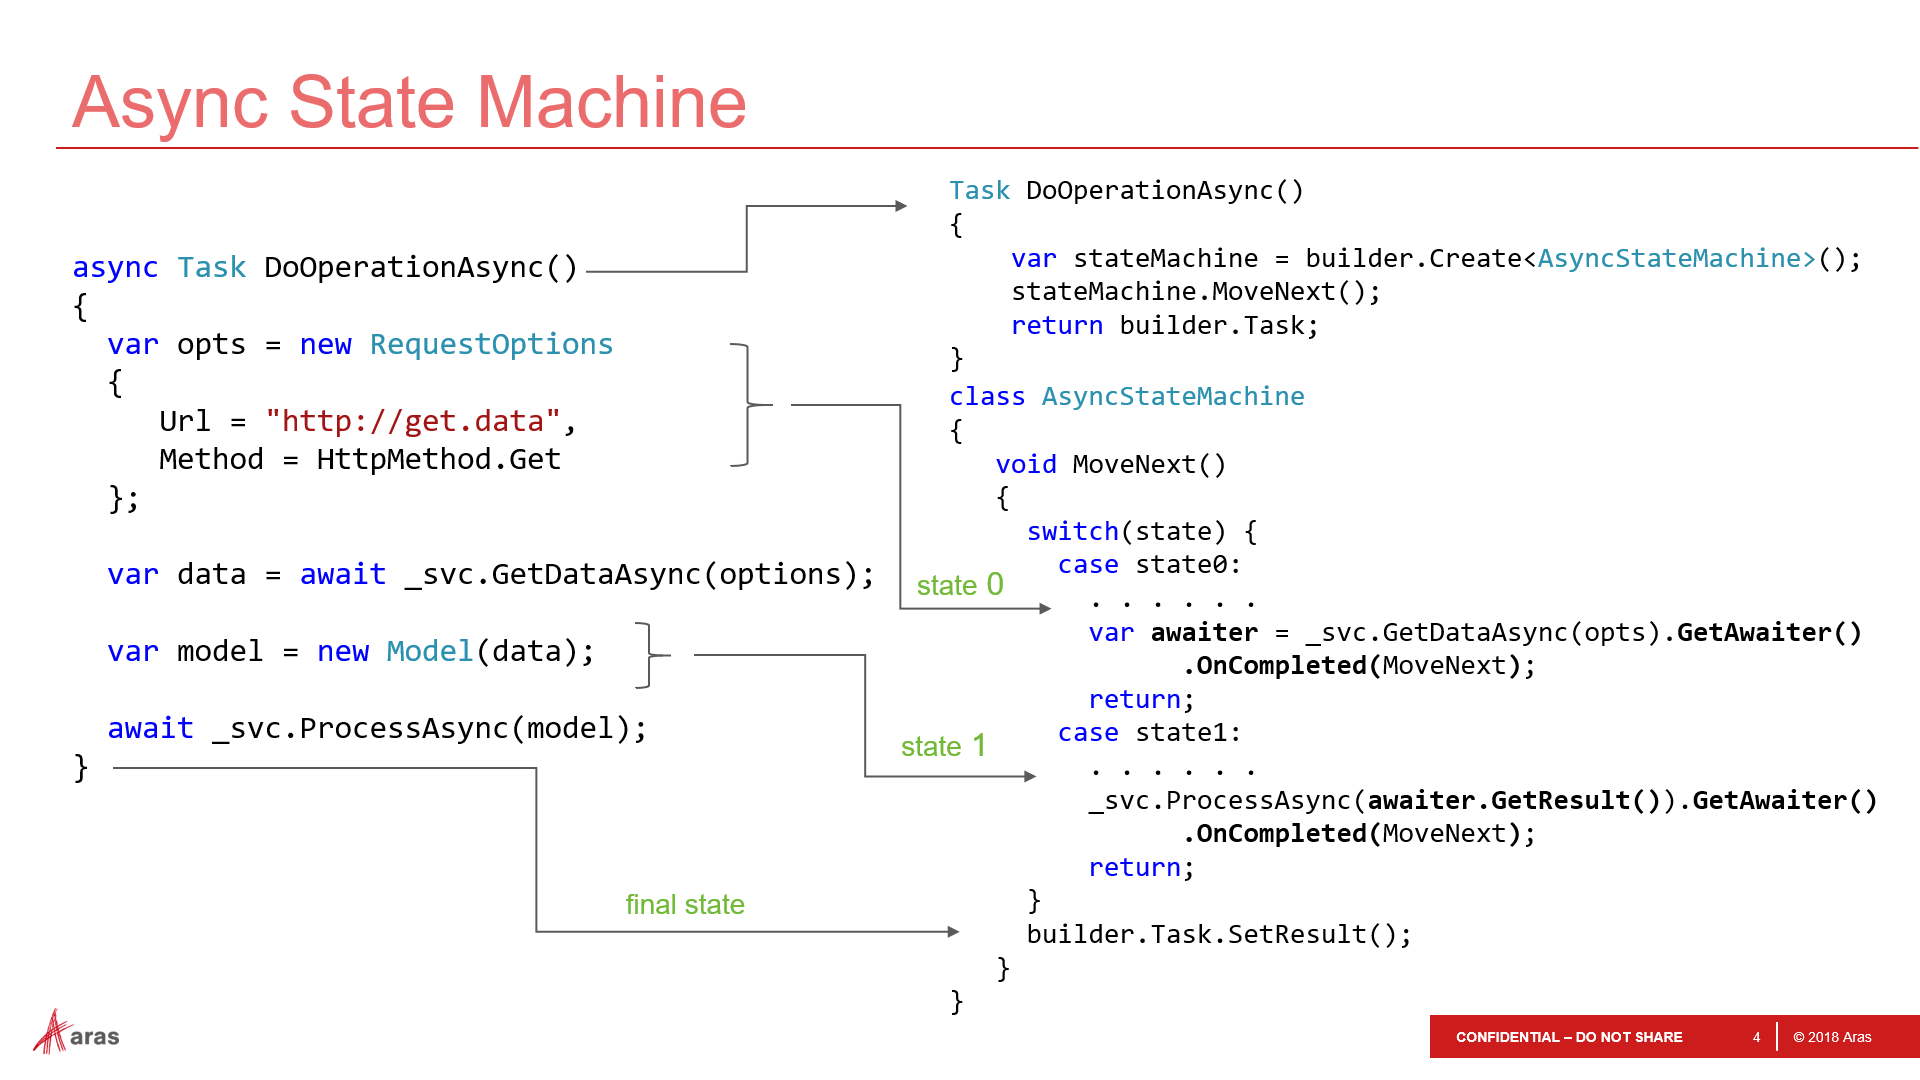 Async State Machine
async Task DoOperationAsync()
{
  var opts = new RequestOptions
  {
     Url = "http://get.data",
     Method = HttpMethod.Get
  };
  var data = await _svc.GetDataAsync(options);
  var model = new Model(data);
  await _svc.ProcessAsync(model);
}
state 0
state 1
final state
Task DoOperationAsync()
{
    var stateMachine = builder.Create<AsyncStateMachine>();
    stateMachine.MoveNext();
    return builder.Task;
}
class AsyncStateMachine
{
   void MoveNext()
   {
     switch(state) {
       case state0:
         . . . . . .
         var awaiter = _svc.GetDataAsync(opts).GetAwaiter()
               .OnCompleted(MoveNext);
         return;
       case state1:
         . . . . . .
         _svc.ProcessAsync(awaiter.GetResult()).GetAwaiter()
               .OnCompleted(MoveNext);
         return;
     }
     builder.Task.SetResult();
   }
}
aras
CONFIDENTIAL – DO NOT SHARE
4
© 2018 Aras